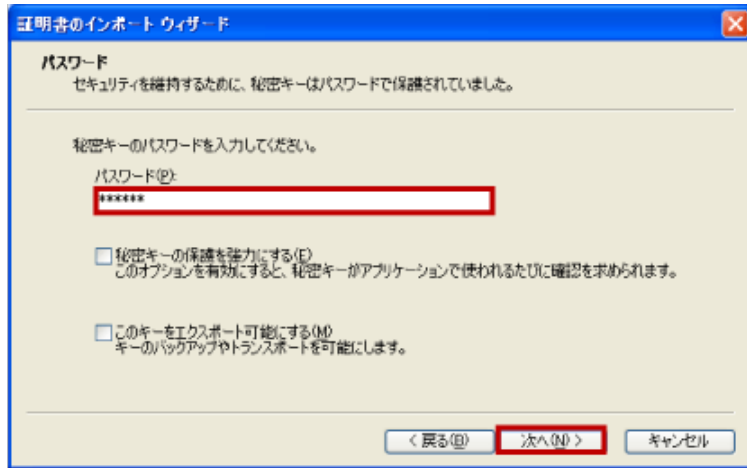 証明書のインポート ウィザード
パスワード
セキュリティを維持するために、秘密キーはパスワードで保護されていました。
秘密キーのパスワードを入力してください。
パスワード(P):
******
秘密キーの保護を強力にする(E)
このオプションを有効にすると、秘密キーがアプリケーションで使われるたびに確認を求められます。
このキーをエクスポート可能にする(M)
キーのバックアップやトランスポートを可能にします。
< 戻る(B) 次へ(N) > キャンセル